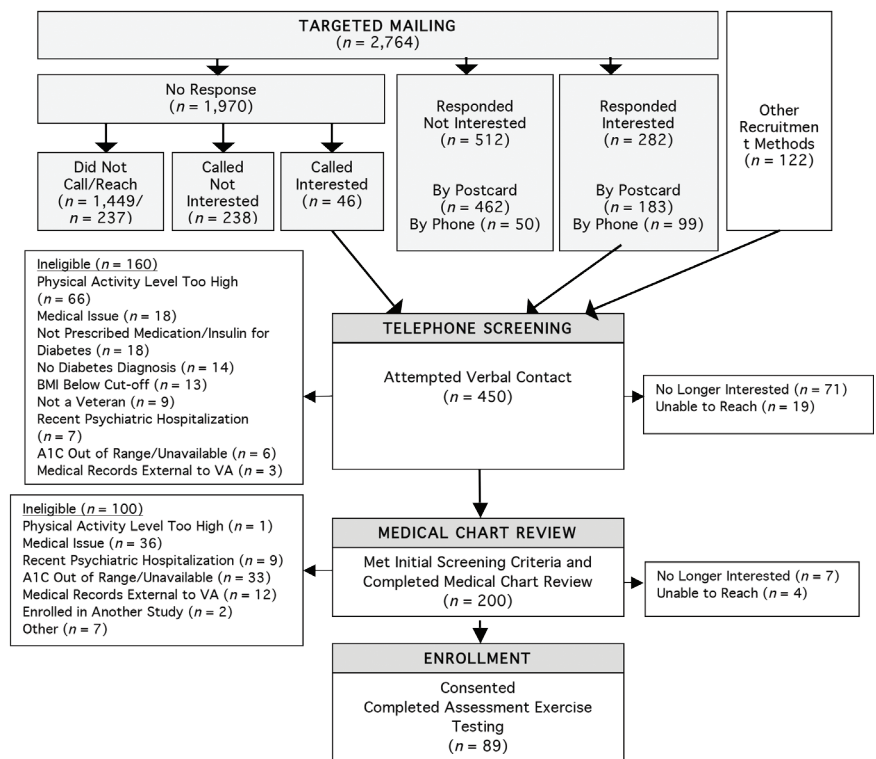 TARGETED MAILING
(n = 2,764)
No Response
(n = 1,970)
Responded
Not Interested
(n = 512)
By Postcard
(n = 462)
By Phone (n = 50)
Responded
Interested
(n = 282)
By Postcard
(n = 183)
By Phone (n = 99)
Other
Recruitmen
t Methods
(n = 122)
Did Not
Call/Reach
(n = 1,449/
n = 237)
Called
Not
Interested
(n = 238)
Called
Interested
(n = 46)
Ineligible (n = 160)
Physical Activity Level Too High
(n = 66)
Medical Issue (n = 18)
Not Prescribed Medication/Insulin for
Diabetes (n = 18)
No Diabetes Diagnosis (n = 14)
BMI Below Cut-off (n = 13)
Not a Veteran (n = 9)
Recent Psychiatric Hospitalization
(n = 7)
A1C Out of Range/Unavailable (n = 6)
Medical Records External to VA (n = 3)
TELEPHONE SCREENING
Attempted Verbal Contact
(n = 450)
No Longer Interested (n = 71)
Unable to Reach (n = 19)
Ineligible (n = 100)
Physical Activity Level Too High (n = 1)
Medical Issue (n = 36)
Recent Psychiatric Hospitalization (n = 9)
A1C Out of Range/Unavailable (n = 33)
Medical Records External to VA (n = 12)
Enrolled in Another Study (n = 2)
Other (n = 7)
MEDICAL CHART REVIEW
Met Initial Screening Criteria and
Completed Medical Chart Review
(n = 200)
No Longer Interested (n = 7)
Unable to Reach (n = 4)
ENROLLMENT
Consented
Completed Assessment Exercise
Testing
(n = 89)